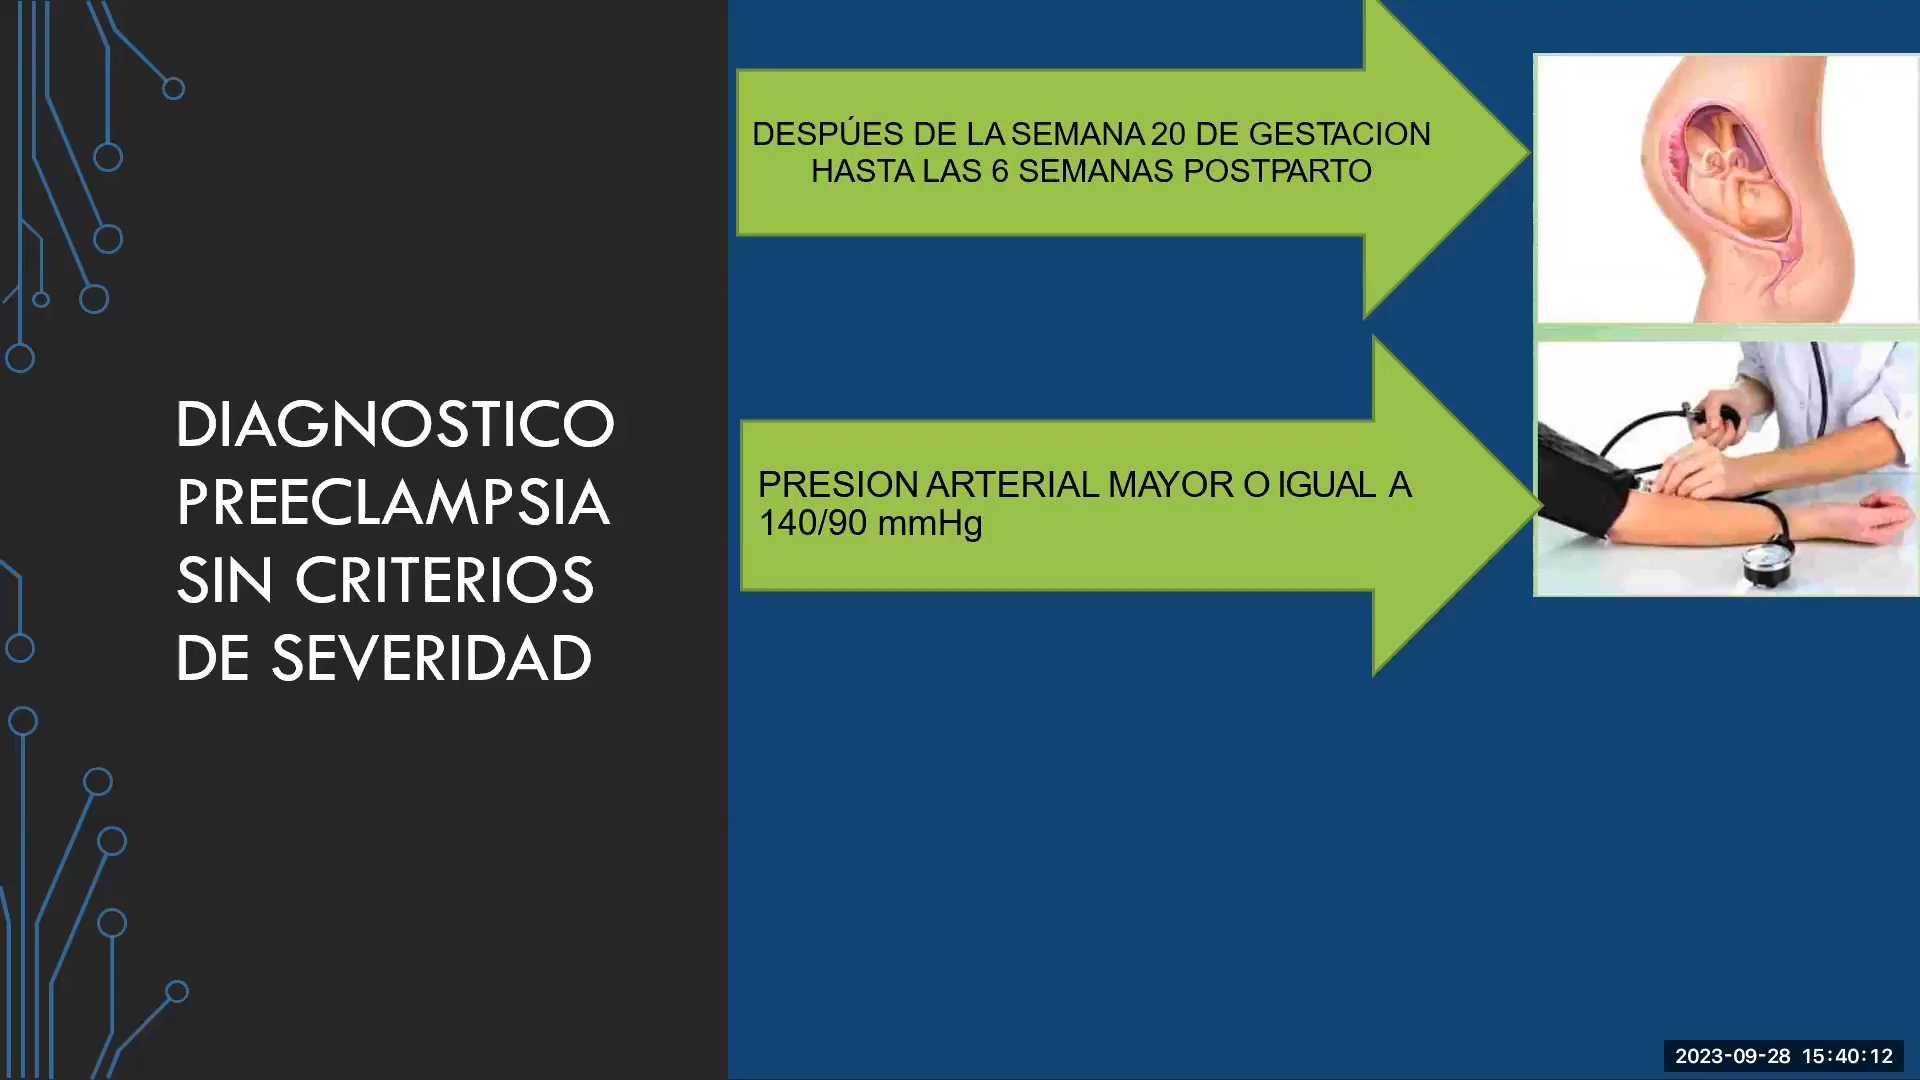 DIAGNOSTICO
PREECLAMPSIA
SIN CRITERIOS
DE SEVERIDAD
DESPÚES DE LA SEMANA 20 DE GESTACION
HASTA LAS 6 SEMANAS POSTPARTO
PRESION ARTERIAL MAYOR O IGUAL A
140/90 mmHg
2023-09-28 15:40:12